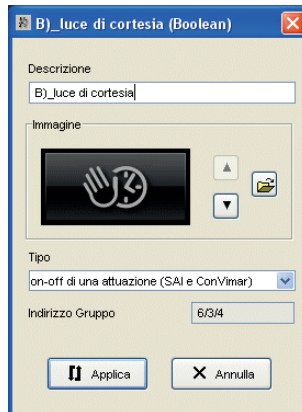 B)_luce di cortesia (Boolean)
Descrizione
B)_luce di cortesia
Immagine
Tipo
on-off di una attuazione (SAI e ConVimar)
Indirizzo Gruppo
6/3/4
Applica
Annulla